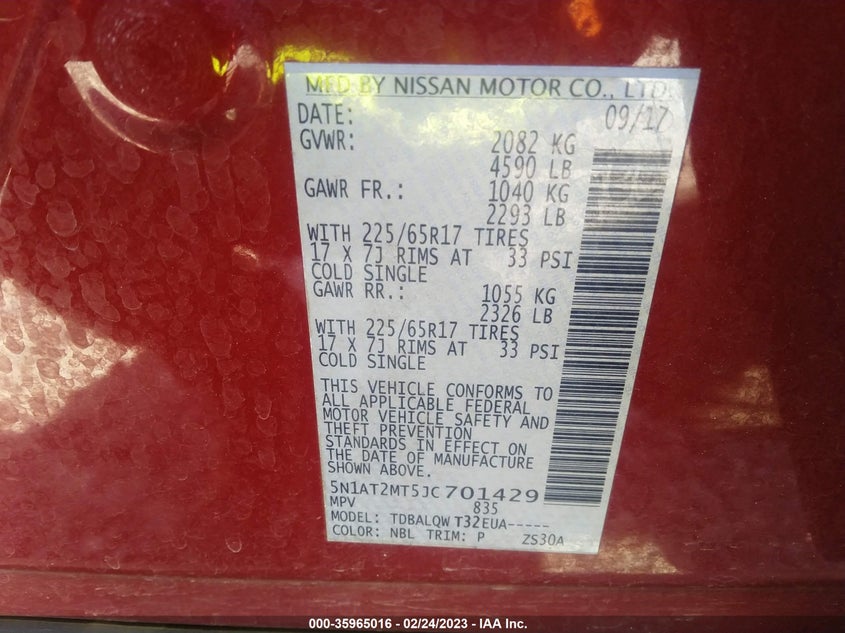 MFD BY NISSAN MOTOR CO., LTD.
DATE: 09/17
GVWR: 2082 KG
4590 LB
GAWR FR.: 1040 KG
2293 LB
WITH 225/65R17 TIRES
17 X 7J RIMS AT 33 PSI
COLD SINGLE
GAWR RR.: 1055 KG
2326 LB
WITH 225/65R17 TIRES
17 X 7J RIMS AT 33 PSI
COLD SINGLE
THIS VEHICLE CONFORMS TO
ALL APPLICABLE FEDERAL
MOTOR VEHICLE SAFETY AND
THEFT PREVENTION
STANDARDS IN EFFECT ON
THE DATE OF MANUFACTURE
SHOWN ABOVE.
5N1AT2MT5JC701429
MPV 835
MODEL: TDBALQW T32EUA-----
COLOR: NBL TRIM: P ZS30A
000-35965016 - 02/24/2023 - IAA Inc.